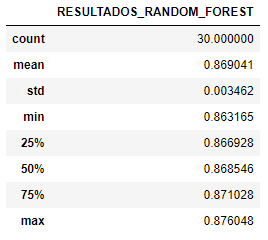 RESULTADOS_RANDOM_FOREST
count 30.000000
mean 0.869041
std 0.003462
min 0.863165
25% 0.866928
50% 0.868546
75% 0.871028
max 0.876048